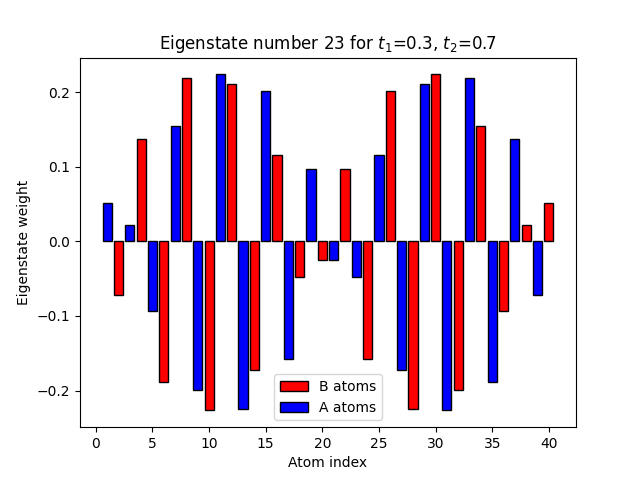 Eigenstate number 23 for $t_1$=0.3, $t_2$=0.7
Eigenstate weight
0.2
0.1
0.0
−0.1
−0.2
B atoms
A atoms
0 5 10 15 20 25 30 35 40
Atom index